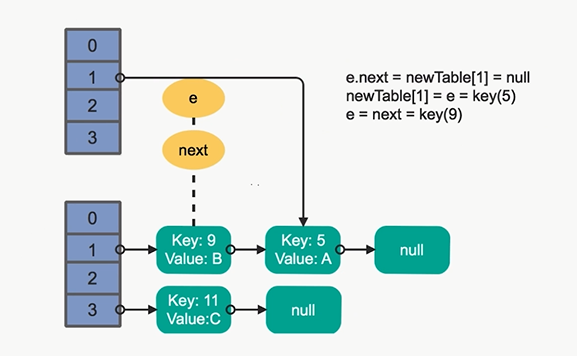 0
1
2
3
e
next
e.next = newTable[1] = null
newTable[1] = e = key(5)
e = next = key(9)
0
1
2
3
Key: 9
Value: B
Key: 5
Value: A
null
Key: 11
Value:C
null